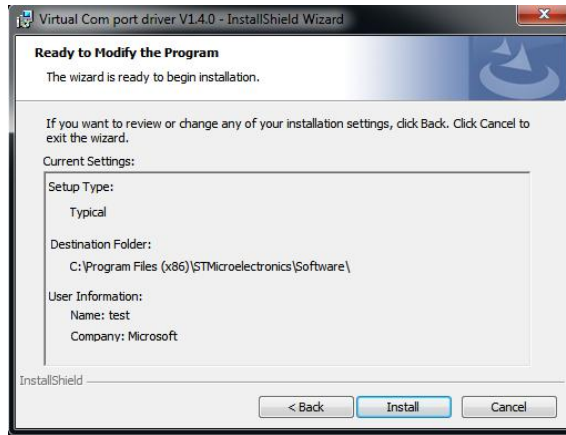 Virtual Com port driver V1.4.0 - InstallShield Wizard
Ready to Modify the Program
The wizard is ready to begin installation.
If you want to review or change any of your installation settings, click Back. Click Cancel to
exit the wizard.
Current Settings:
Setup Type:
Typical
Destination Folder:
C:\Program Files (x86)\STMicroelectronics\Software\
User Information:
Name: test
Company: Microsoft
InstallShield
< Back
Install
Cancel